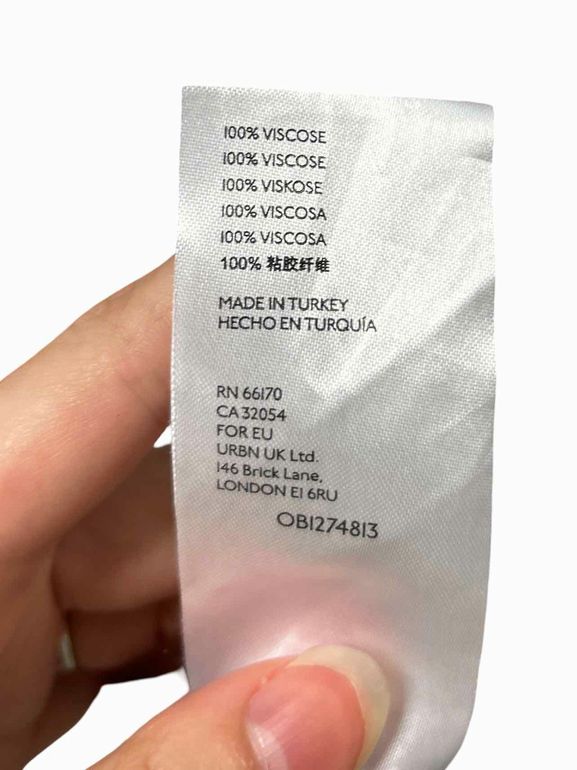 100% VISCOSE
100% VISCOSE
100% VISKOSE
100% VISCOSA
100% VISCOSA
100% 粘胶纤维
MADE IN TURKEY
HECHO EN TURQUÍA
RN 66170
CA 32054
FOR EU
URBN UK Ltd.
146 Brick Lane,
LONDON E1 6RU
OB1274813